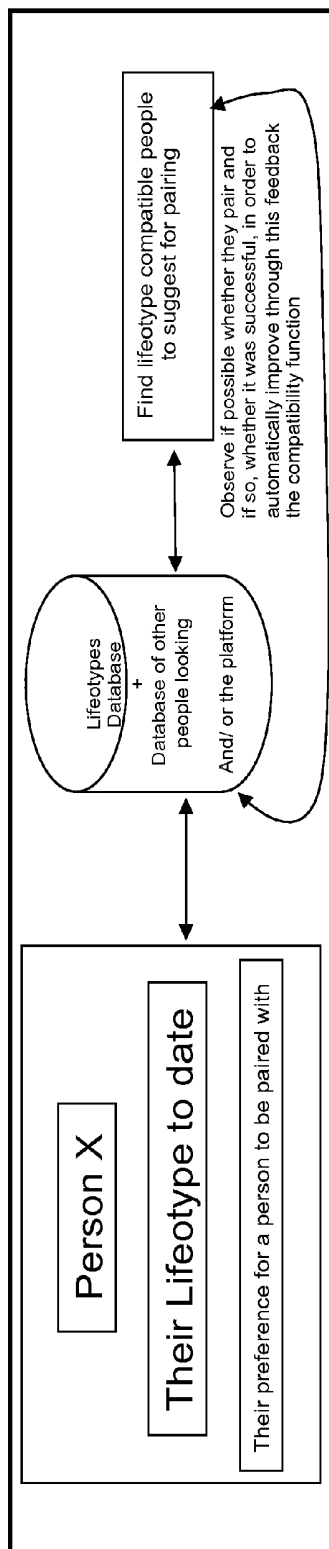 Person X
Their Lifeotype to date
Their preference for a person to be paired with
Lifeotypes
Database
+
Database of other
people looking
And/ or the platform
Find lifeotype compatible people
to suggest for pairing
Observe if possible whether they pair and
if so, whether it was successful, in order to
automatically improve through this feedback
the compatibility function